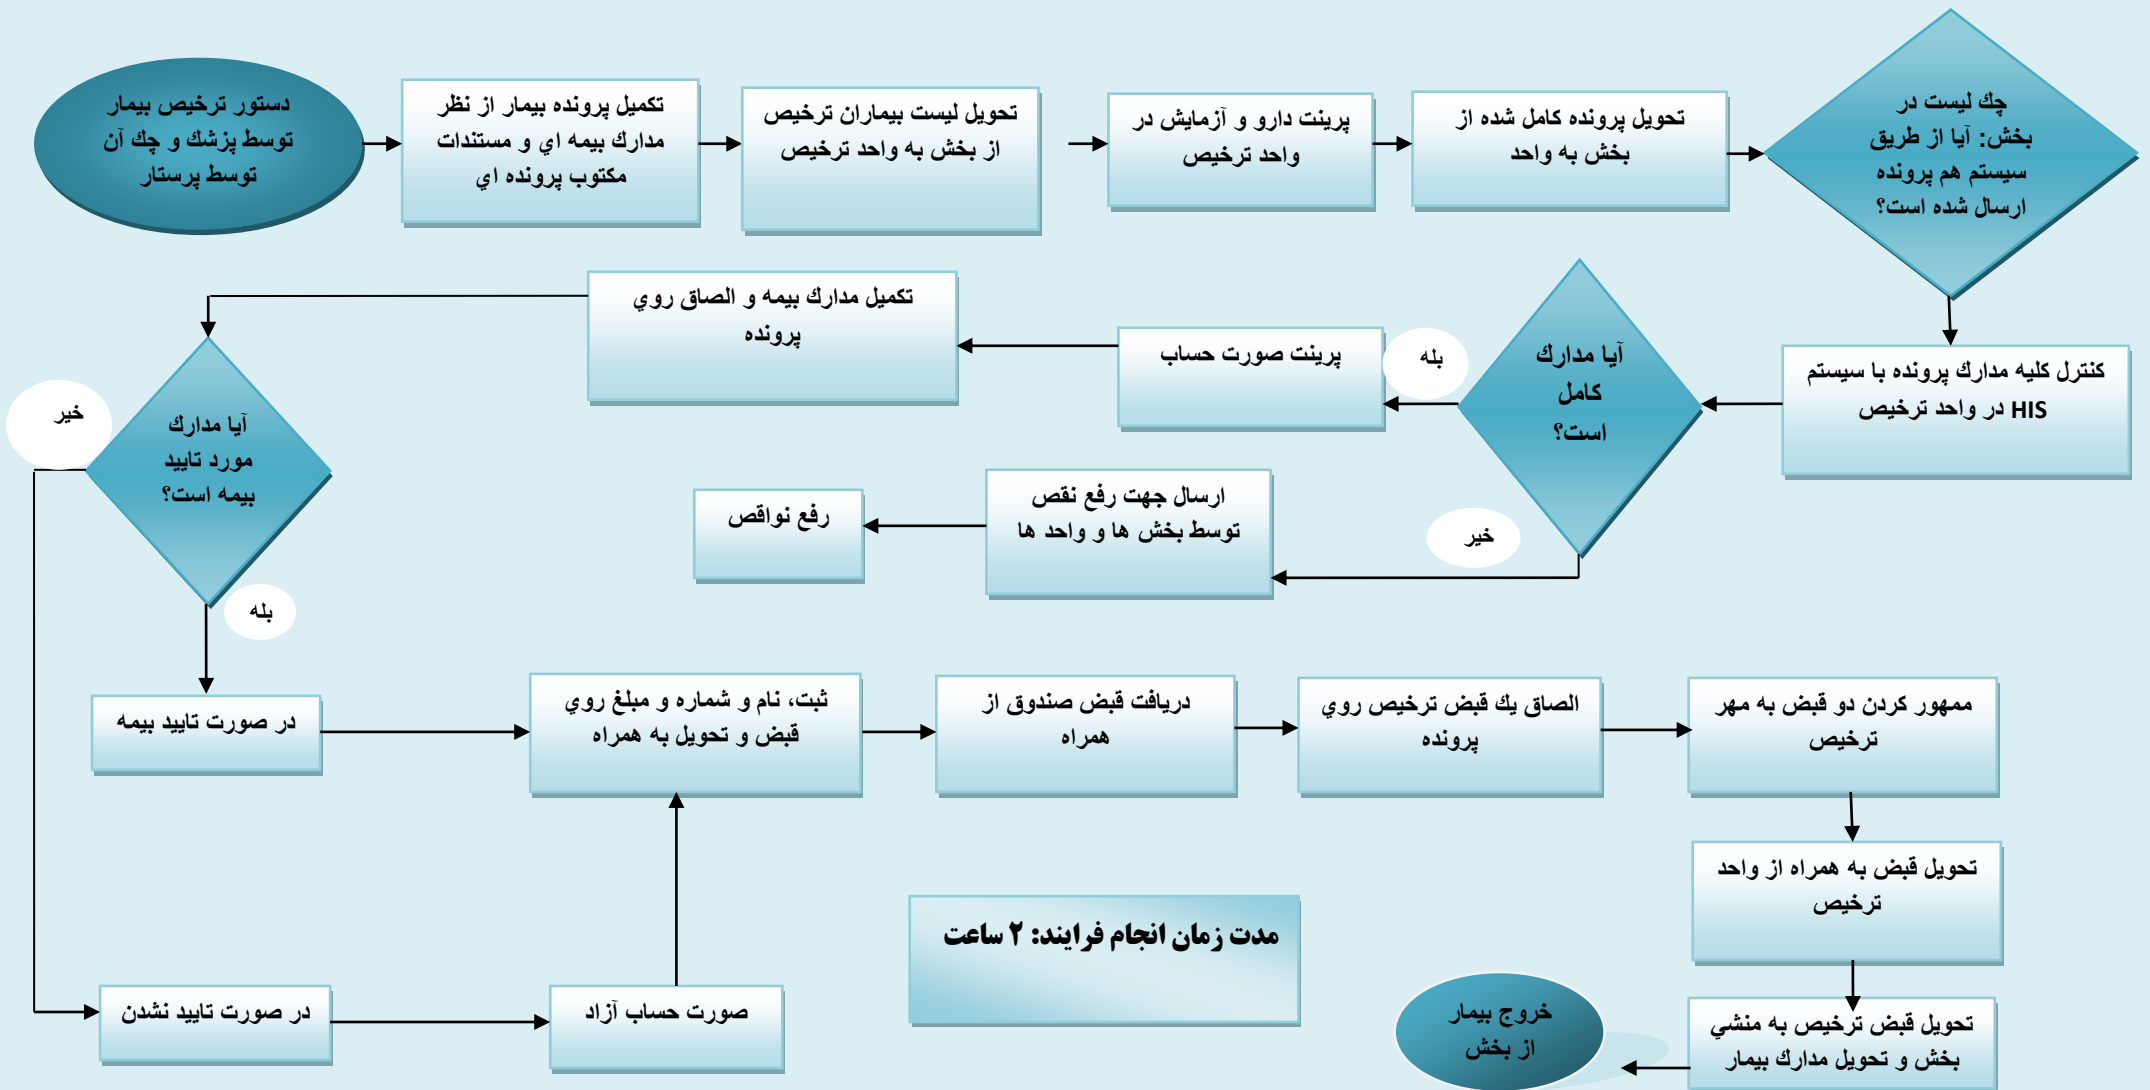 دستور ترخيص بيمار
توسط پزشك و چك آن
توسط پرستار
تكميل پرونده بيمار از نظر
مدارك بيمه اي و مستندات
مكتوب پرونده اي
تحويل ليست بيماران ترخيص
از بخش به واحد ترخيص
پرينت دارو و آزمايش در
واحد ترخيص
تحويل پرونده كامل شده از
بخش به واحد
چك ليست در
بخش: آيا از طريق
سيستم هم پرونده
ارسال شده است؟
كنترل كليه مدارك پرونده با سيستم
HIS در واحد ترخيص
آيا مدارك
كامل
است؟
بله
پرينت صورت حساب
تكميل مدارك بيمه و الصاق روي
پرونده
خير
ارسال جهت رفع نقص
توسط بخش ها و واحد ها
رفع نواقص
آيا مدارك
مورد تاييد
بيمه است؟
خير
بله
در صورت تاييد بيمه
ثبت، نام و شماره و مبلغ روي
قبض و تحويل به همراه
دريافت قبض صندوق از
همراه
الصاق يك قبض ترخيص روي
پرونده
ممهور كردن دو قبض به مهر
ترخيص
تحويل قبض به همراه از واحد
ترخيص
تحويل قبض ترخيص به منشي
بخش و تحويل مدارك بيمار
خروج بيمار
از بخش
در صورت تاييد نشدن
صورت حساب آزاد
مدت زمان انجام فرايند: ۲ ساعت